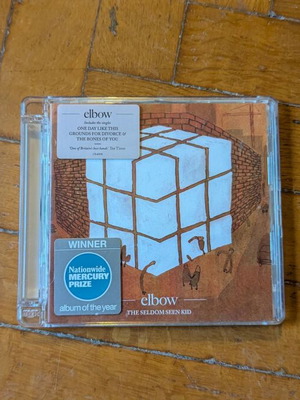 elbow
Includes the singles
ONE DAY LIKE THIS
GROUNDS FOR DIVORCE &
THE BONES OF YOU
WINNER
Nationwide
MERCURY
PRIZE
album of the year
elbow
THE SELDOM SEEN KID